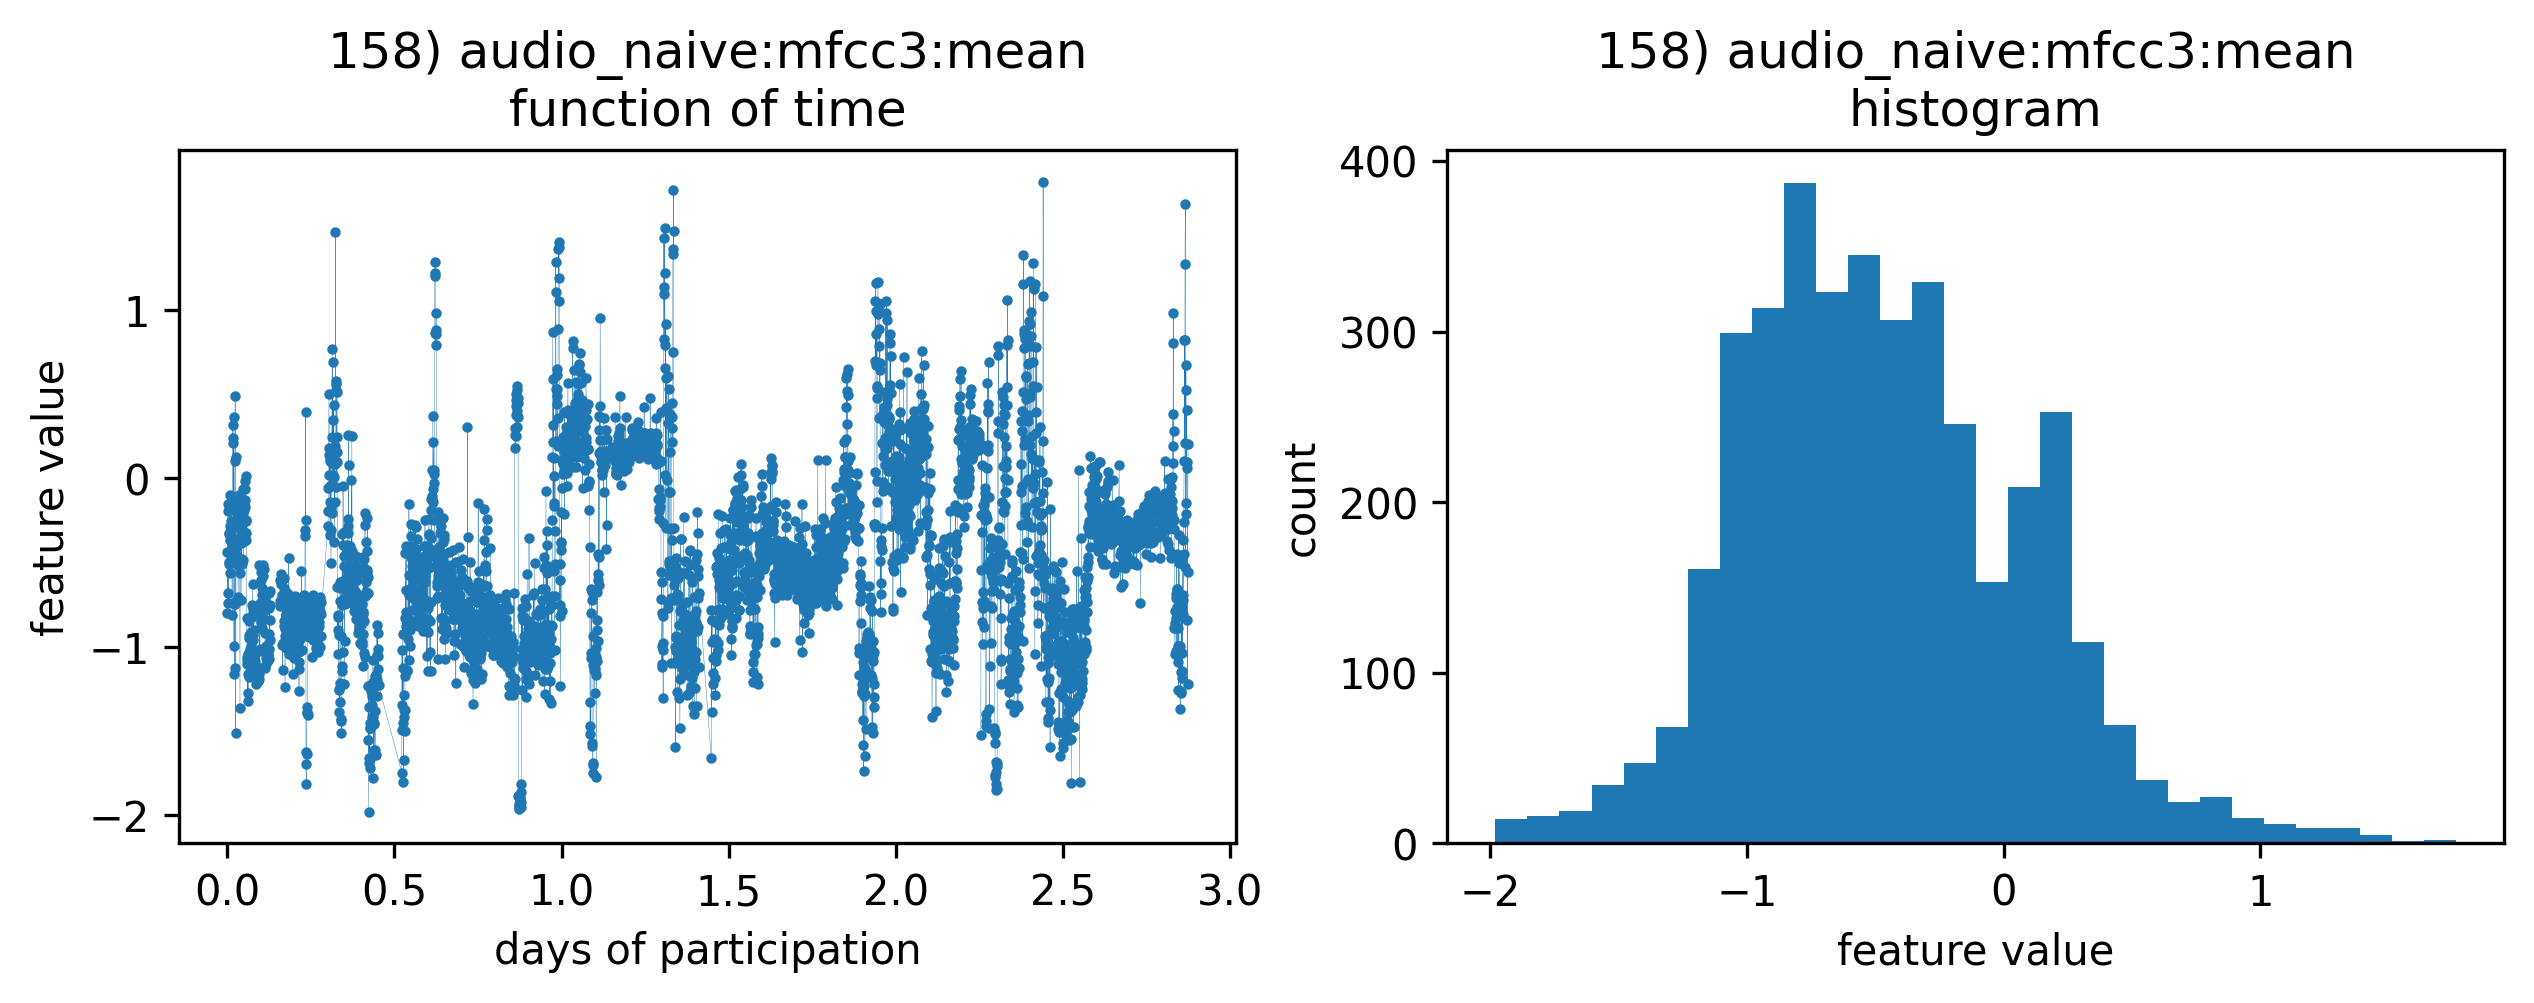 158) audio_naive:mfcc3:mean
function of time
feature value
1
0
−1
−2
0.0 0.5 1.0 1.5 2.0 2.5 3.0
days of participation
158) audio_naive:mfcc3:mean
histogram
count
400
300
200
100
0
−2 −1 0 1
feature value